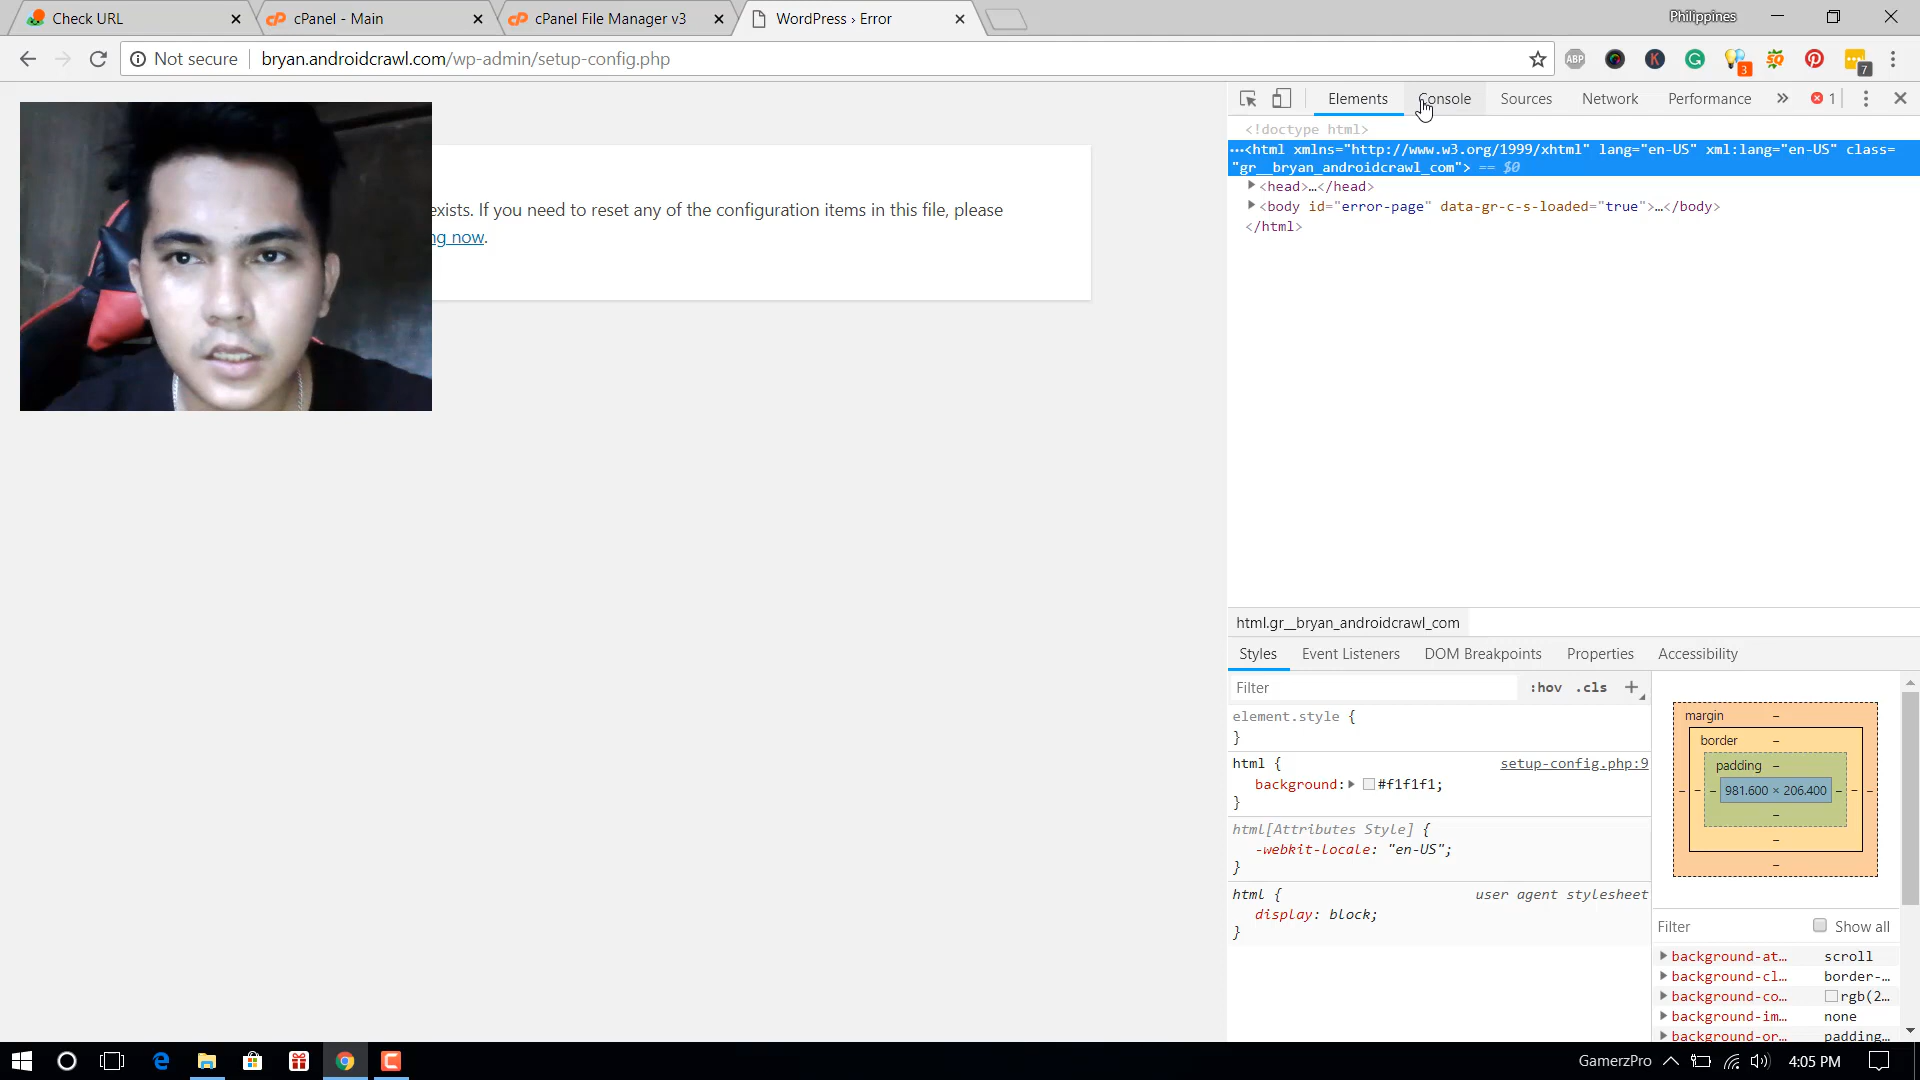 Check URL
cPanel - Main
cPanel File Manager v3
WordPress › Error
Philippines
Not secure
bryan.androidcrawl.com/wp-admin/setup-config.php
ABP
K
3
7
Elements
Console
Sources
Network
Performance
1
<!doctype html>
…<html xmlns="http://www.w3.org/1999/xhtml" lang="en-US" xml:lang="en-US" class=
"gr__bryan_androidcrawl_com"> == $0
<head>…</head>
<body id="error-page" data-gr-c-s-loaded="true">…</body>
</html>
exists. If you need to reset any of the configuration items in this file, please
ng now.
html.gr__bryan_androidcrawl_com
Styles
Event Listeners
DOM Breakpoints
Properties
Accessibility
Filter
:hov .cls +
element.style {
}
html {
setup-config.php:9
background: #f1f1f1;
}
html[Attributes Style] {
-webkit-locale: "en-US";
}
html {
user agent stylesheet
display: block;
}
margin –
border –
padding –
– – – 981.600 × 206.400 – – –
–
–
–
Filter
Show all
background-at… scroll
background-cl… border-…
background-co… rgb(2…
background-im… none
background-or… padding…
GamerzPro
4:05 PM